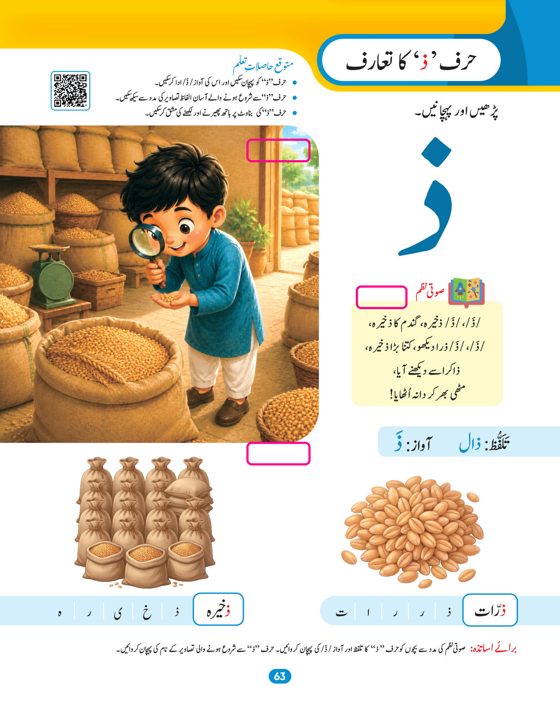 حرف ’ذ‘ کا تعارف
متوقع حاصلاتِ تعلّم
• حرف ”ذ“ کو پہچان سکیں اور اس کی آواز /ذَ/ ادا کر سکیں۔
• حرف ”ذ“ سے شروع ہونے والے آسان الفاظ تصاویر کی مدد سے سیکھ سکیں۔
• حرف ”ذ“ کی بناوٹ پر ہاتھ پھیرنے اور لکھنے کی مشق کر سکیں۔
پڑھیں اور پہچانیں۔
ذ
صوتی نظم
/ذَ/، /ذَ/ ذخیرہ، گندم کا ذخیرہ،
/ذَ/، /ذَ/ ذرا دیکھو، کتنا بڑا ذخیرہ،
ذاکر اسے دیکھنے آیا،
مٹھی بھر کر دانہ اُٹھایا!
تَلَفُّظ: ذال آواز: ذَ
ذرّات ذ ر ر ا ت
ذخیرہ ذ خ ی ر ہ
برائے اساتذہ: صوتی نظم کی مدد سے بچوں کو حرف ”ذ“ کا تلفظ اور آواز /ذَ/ کی پہچان کروائیں۔ حرف ”ذ“ سے شروع ہونے والی تصاویر کے نام کی پہچان کروائیں۔
63